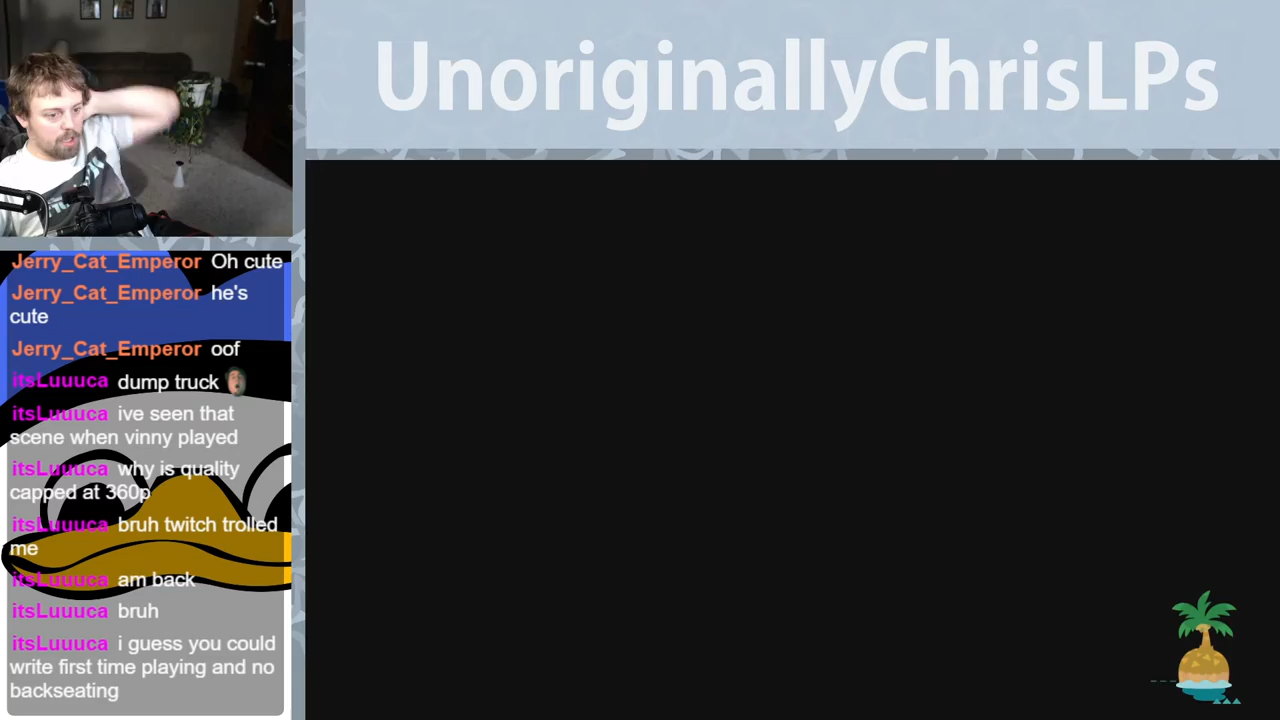 UnoriginallyChrisLPs
Jerry_Cat_Emperor Oh cute
Jerry_Cat_Emperor he's
cute
Jerry_Cat_Emperor oof
itsLuuuca dump truck
itsLuuuca ive seen that
scene when vinny played
itsLuuuca why is quality
capped at 360p
itsLuuuca bruh twitch trolled
me
itsLuuuca am back
itsLuuuca bruh
itsLuuuca i guess you could
write first time playing and no
backseating